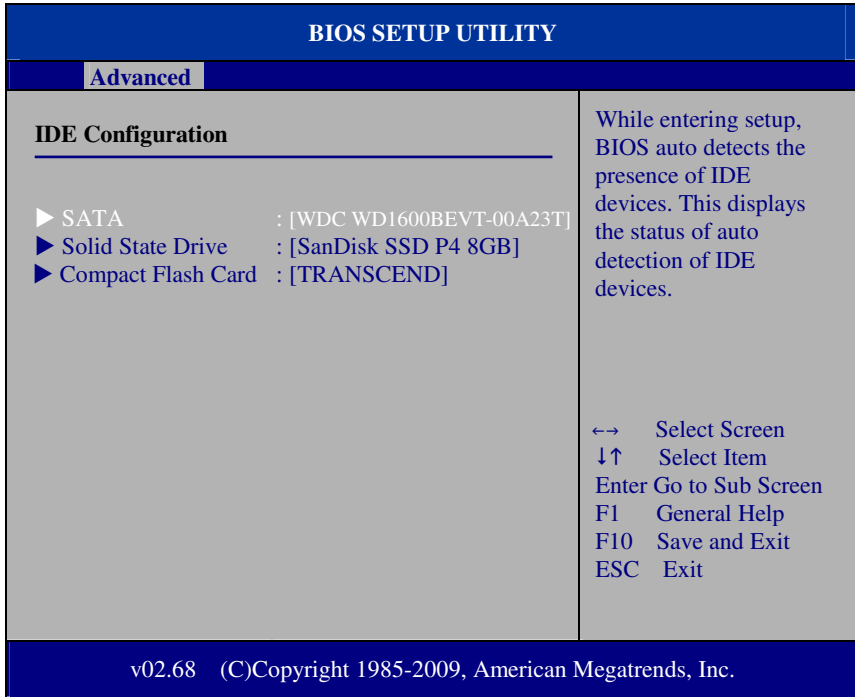 BIOS SETUP UTILITY
Advanced
IDE Configuration
▶ SATA : [WDC WD1600BEVT-00A23T]
▶ Solid State Drive : [SanDisk SSD P4 8GB]
▶ Compact Flash Card : [TRANSCEND]
While entering setup,
BIOS auto detects the
presence of IDE
devices. This displays
the status of auto
detection of IDE
devices.
←→ Select Screen
↓↑ Select Item
Enter Go to Sub Screen
F1 General Help
F10 Save and Exit
ESC Exit
v02.68 (C)Copyright 1985-2009, American Megatrends, Inc.